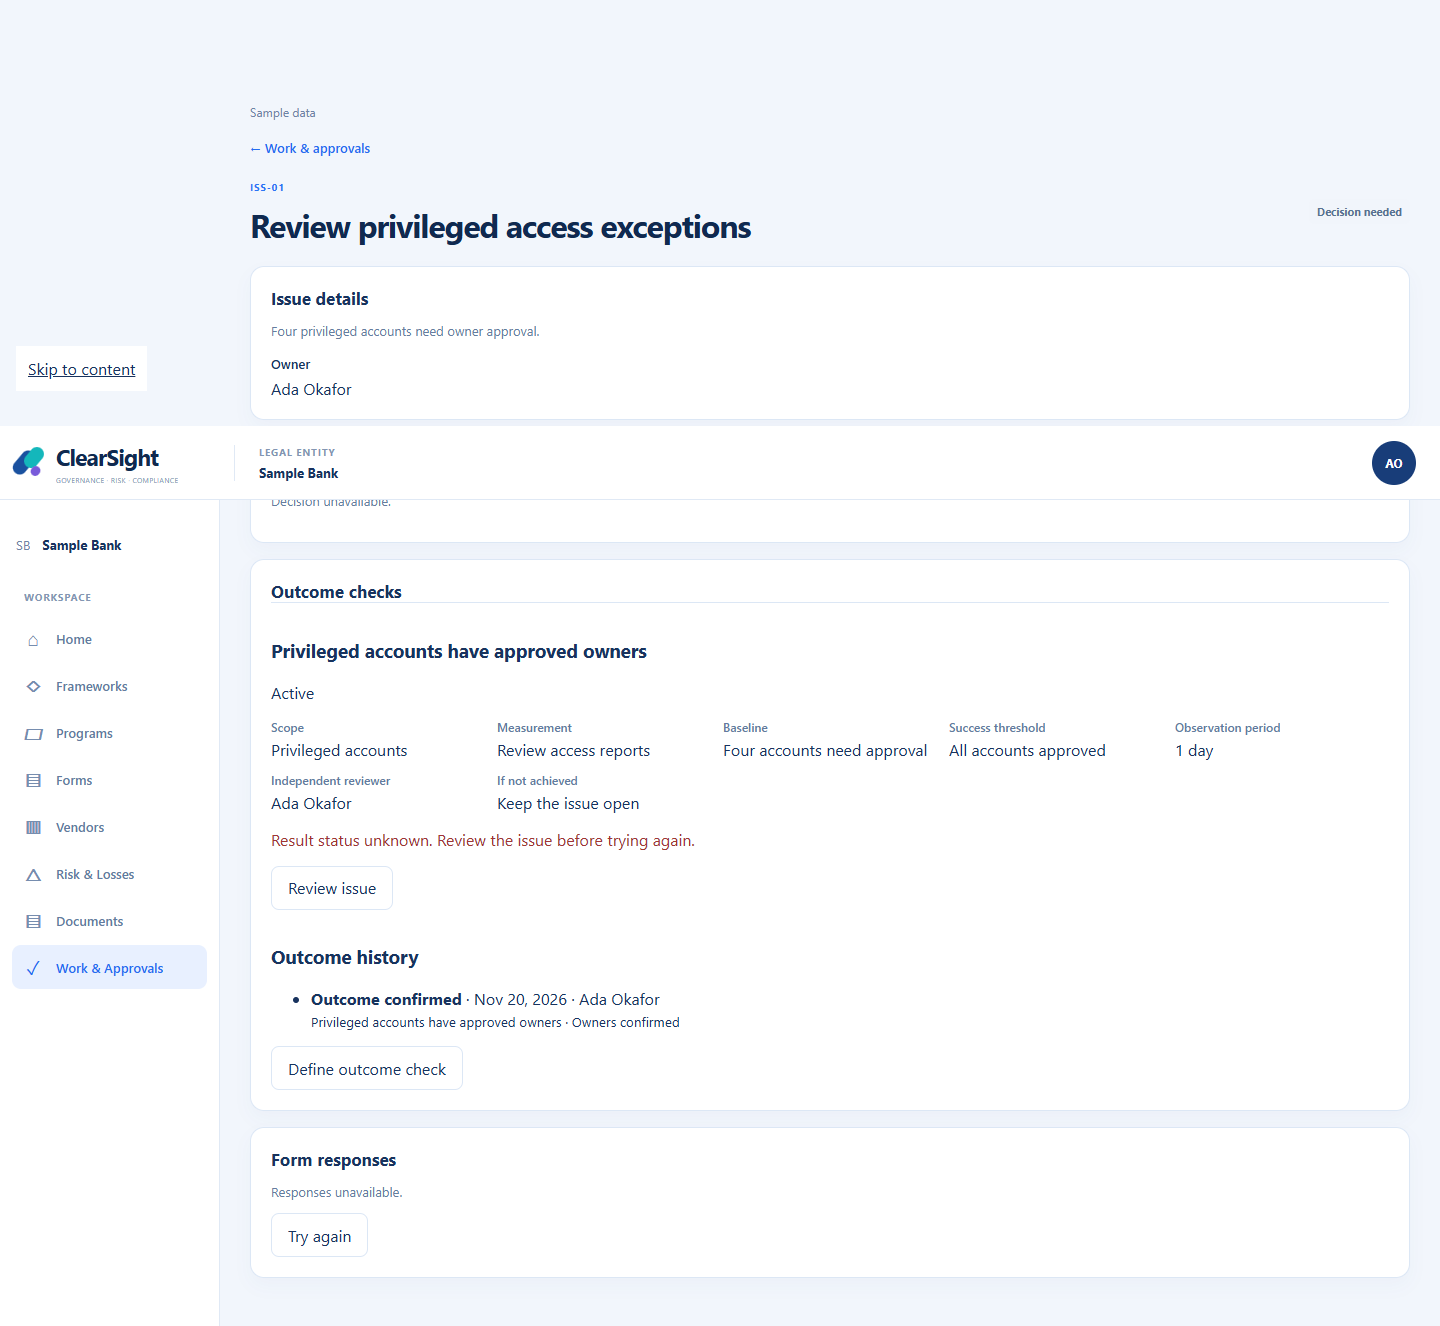 Sample data
← Work & approvals
ISS-01
Review privileged access exceptions
Decision needed
Issue details
Four privileged accounts need owner approval.
Owner
Ada Okafor
Skip to content
ClearSight
GOVERNANCE · RISK · COMPLIANCE
LEGAL ENTITY
Sample Bank
AO
Decision unavailable.
SB Sample Bank
WORKSPACE
Home
Frameworks
Programs
Forms
Vendors
Risk & Losses
Documents
Work & Approvals
Outcome checks
Privileged accounts have approved owners
Active
Scope
Privileged accounts
Measurement
Review access reports
Baseline
Four accounts need approval
Success threshold
All accounts approved
Observation period
1 day
Independent reviewer
Ada Okafor
If not achieved
Keep the issue open
Result status unknown. Review the issue before trying again.
Review issue
Outcome history
Outcome confirmed · Nov 20, 2026 · Ada Okafor
Privileged accounts have approved owners · Owners confirmed
Define outcome check
Form responses
Responses unavailable.
Try again